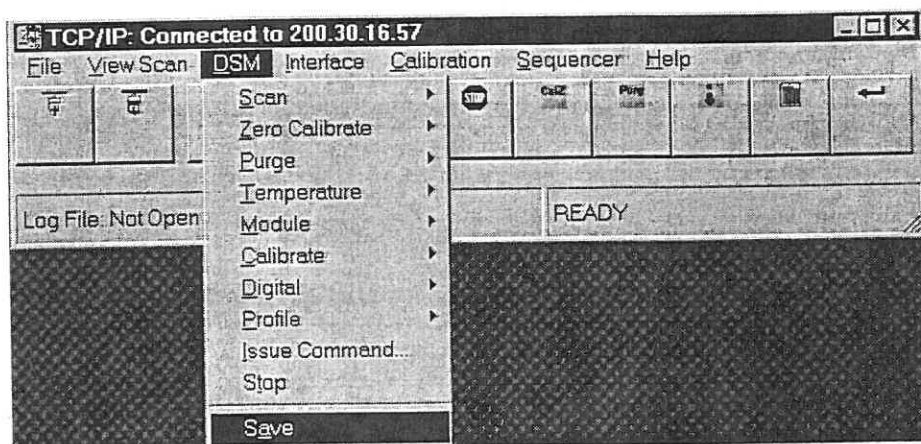 TCP/IP: Connected to 200.30.16.57
File View Scan DSM Interface Calibration Sequencer Help
STOP CalZ Purg
Scan
Zero Calibrate
Purge
Temperature
Log File: Not Open READY
Module
Calibrate
Digital
Profile
Issue Command...
Stop
Save